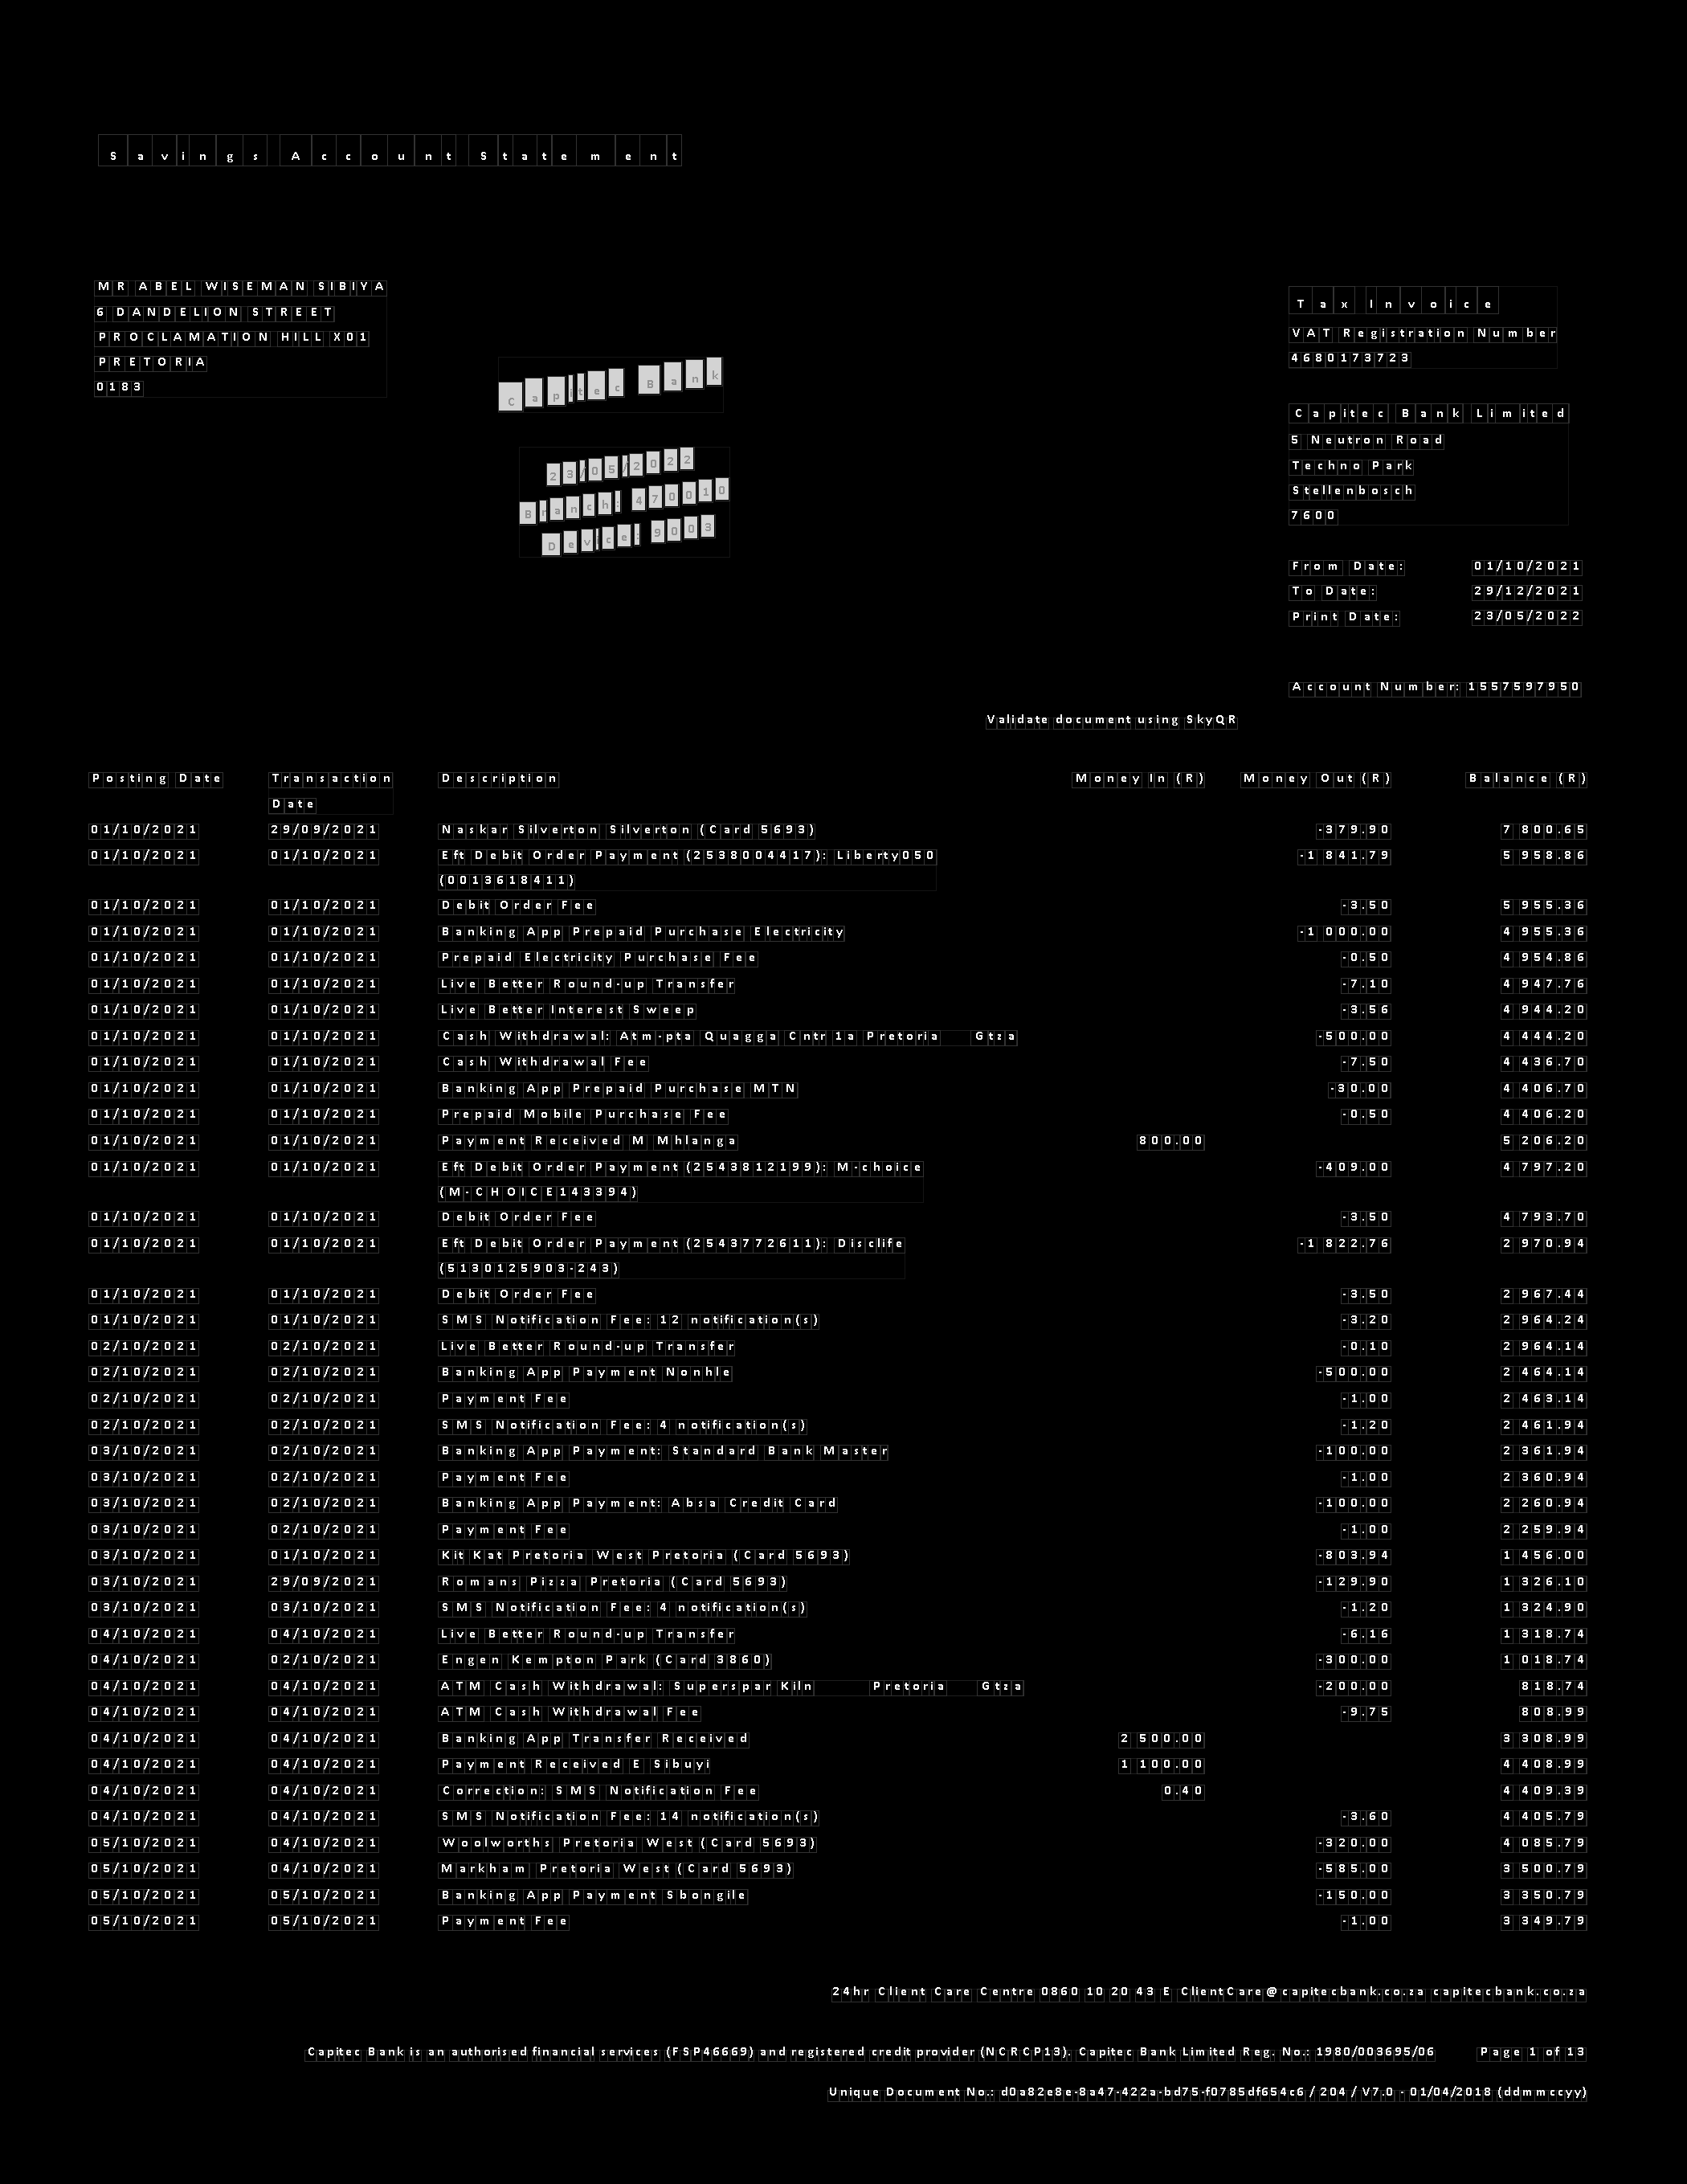 Savings Account Statement
MR ABEL WISEMAN SIBIYA
6 DANDELION STREET
PROCLAMATION HILL X01
PRETORIA
0183
Capitec Bank
23/05/2022
Branch: 470010
Device: 9003
Tax Invoice
VAT Registration Number
4680173723
Capitec Bank Limited
5 Neutron Road
Techno Park
Stellenbosch
7600
From Date: 01/10/2021
To Date: 29/12/2021
Print Date: 23/05/2022
Account Number: 1557597950
Validate document using SkyQR
Posting Date Transaction Description Money In (R) Money Out (R) Balance (R)
Date
01/10/2021 29/09/2021 Naskar Silverton Silverton (Card 5693) -379.90 7 800.65
01/10/2021 01/10/2021 Eft Debit Order Payment (2538004417): Liberty050 -1 841.79 5 958.86
(0013618411)
01/10/2021 01/10/2021 Debit Order Fee -3.50 5 955.36
01/10/2021 01/10/2021 Banking App Prepaid Purchase Electricity -1 000.00 4 955.36
01/10/2021 01/10/2021 Prepaid Electricity Purchase Fee -0.50 4 954.86
01/10/2021 01/10/2021 Live Better Round-up Transfer -7.10 4 947.76
01/10/2021 01/10/2021 Live Better Interest Sweep -3.56 4 944.20
01/10/2021 01/10/2021 Cash Withdrawal: Atm-pta Quagga Cntr 1a Pretoria Gtza -500.00 4 444.20
01/10/2021 01/10/2021 Cash Withdrawal Fee -7.50 4 436.70
01/10/2021 01/10/2021 Banking App Prepaid Purchase MTN -30.00 4 406.70
01/10/2021 01/10/2021 Prepaid Mobile Purchase Fee -0.50 4 406.20
01/10/2021 01/10/2021 Payment Received M Mhlanga 800.00 5 206.20
01/10/2021 01/10/2021 Eft Debit Order Payment (2543812199): M-choice -409.00 4 797.20
(M-CHOICE143394)
01/10/2021 01/10/2021 Debit Order Fee -3.50 4 793.70
01/10/2021 01/10/2021 Eft Debit Order Payment (2543772611): Disclife -1 822.76 2 970.94
(5130125903-243)
01/10/2021 01/10/2021 Debit Order Fee -3.50 2 967.44
01/10/2021 01/10/2021 SMS Notification Fee: 12 notification(s) -3.20 2 964.24
02/10/2021 02/10/2021 Live Better Round-up Transfer -0.10 2 964.14
02/10/2021 02/10/2021 Banking App Payment Nonhle -500.00 2 464.14
02/10/2021 02/10/2021 Payment Fee -1.00 2 463.14
02/10/2021 02/10/2021 SMS Notification Fee: 4 notification(s) -1.20 2 461.94
03/10/2021 02/10/2021 Banking App Payment: Standard Bank Master -100.00 2 361.94
03/10/2021 02/10/2021 Payment Fee -1.00 2 360.94
03/10/2021 02/10/2021 Banking App Payment: Absa Credit Card -100.00 2 260.94
03/10/2021 02/10/2021 Payment Fee -1.00 2 259.94
03/10/2021 01/10/2021 Kit Kat Pretoria West Pretoria (Card 5693) -803.94 1 456.00
03/10/2021 29/09/2021 Romans Pizza Pretoria (Card 5693) -129.90 1 326.10
03/10/2021 03/10/2021 SMS Notification Fee: 4 notification(s) -1.20 1 324.90
04/10/2021 04/10/2021 Live Better Round-up Transfer -6.16 1 318.74
04/10/2021 02/10/2021 Engen Kempton Park (Card 3860) -300.00 1 018.74
04/10/2021 04/10/2021 ATM Cash Withdrawal: Superspar Kiln Pretoria Gtza -200.00 818.74
04/10/2021 04/10/2021 ATM Cash Withdrawal Fee -9.75 808.99
04/10/2021 04/10/2021 Banking App Transfer Received 2 500.00 3 308.99
04/10/2021 04/10/2021 Payment Received E Sibuyi 1 100.00 4 408.99
04/10/2021 04/10/2021 Correction: SMS Notification Fee 0.40 4 409.39
04/10/2021 04/10/2021 SMS Notification Fee: 14 notification(s) -3.60 4 405.79
05/10/2021 04/10/2021 Woolworths Pretoria West (Card 5693) -320.00 4 085.79
05/10/2021 04/10/2021 Markham Pretoria West (Card 5693) -585.00 3 500.79
05/10/2021 05/10/2021 Banking App Payment Sbongile -150.00 3 350.79
05/10/2021 05/10/2021 Payment Fee -1.00 3 349.79
24hr Client Care Centre 0860 10 20 43 E ClientCare@capitecbank.co.za capitecbank.co.za
Capitec Bank is an authorised financial services (FSP46669) and registered credit provider (NCRCP13). Capitec Bank Limited Reg. No.: 1980/003695/06 Page 1 of 13
Unique Document No.: d0a82e8e-8a47-422a-bd75-f0785df654c6 / 204 / V7.0 - 01/04/2018 (ddmmccyy)